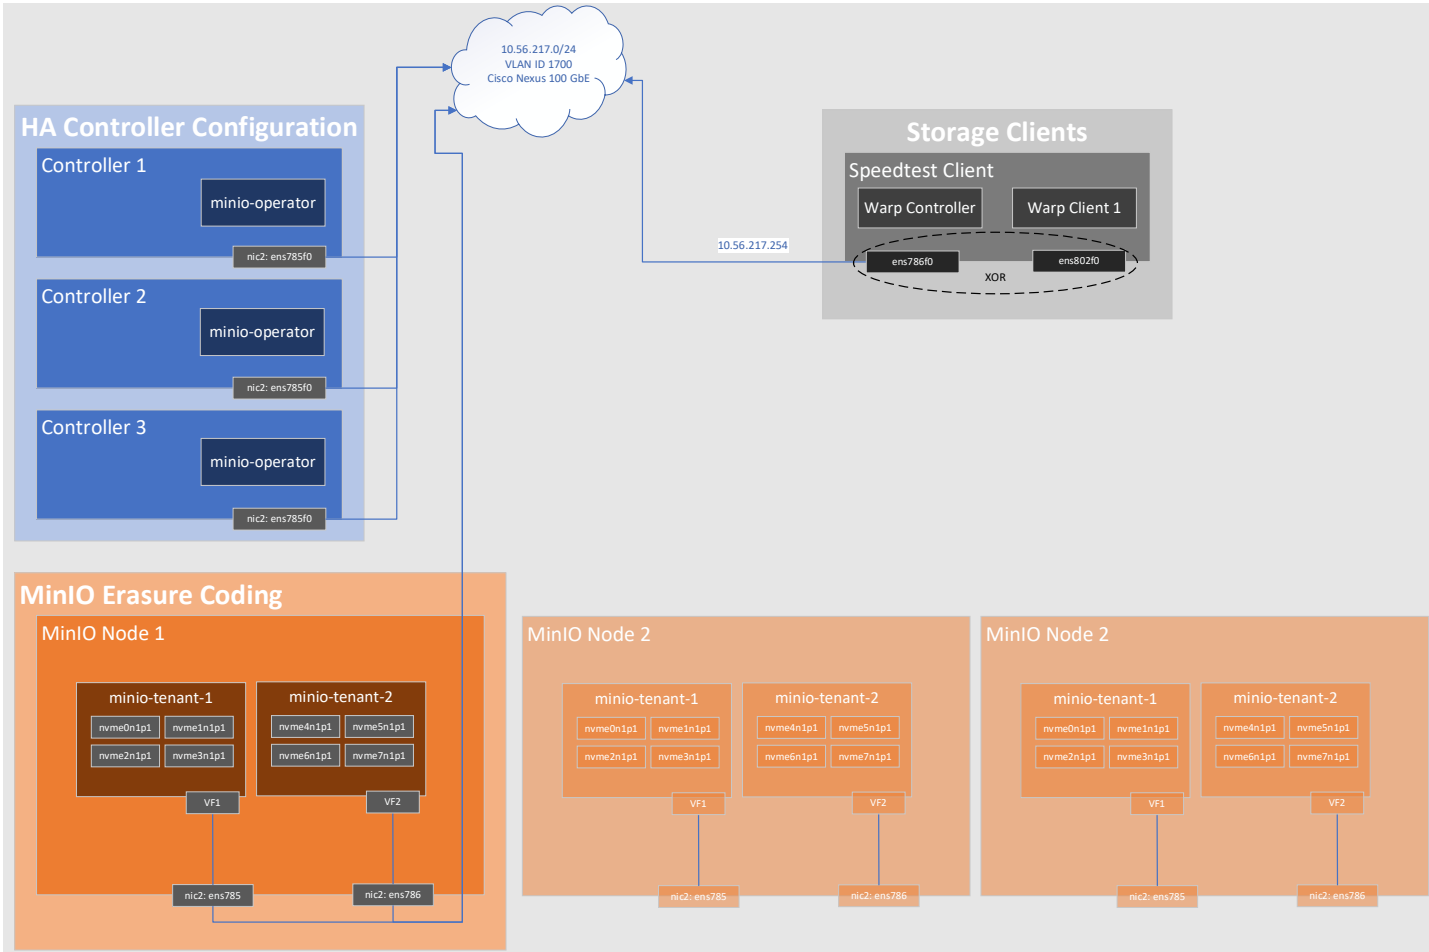 10.56.217.0/24
VLAN ID 1700
Cisco Nexus 100 GbE
HA Controller Configuration
Controller 1
minio-operator
nic2: ens785f0
Controller 2
minio-operator
nic2: ens785f0
Controller 3
minio-operator
nic2: ens785f0
Storage Clients
Speedtest Client
Warp Controller
Warp Client 1
10.56.217.254
ens786f0
ens802f0
XOR
MinIO Erasure Coding
MinIO Node 1
minio-tenant-1
nvme0n1p1
nvme1n1p1
nvme2n1p1
nvme3n1p1
VF1
minio-tenant-2
nvme4n1p1
nvme5n1p1
nvme6n1p1
nvme7n1p1
VF2
nic2: ens785
nic2: ens786
MinIO Node 2
minio-tenant-1
nvme0n1p1
nvme1n1p1
nvme2n1p1
nvme3n1p1
VF1
minio-tenant-2
nvme4n1p1
nvme5n1p1
nvme6n1p1
nvme7n1p1
VF2
nic2: ens785
nic2: ens786
MinIO Node 2
minio-tenant-1
nvme0n1p1
nvme1n1p1
nvme2n1p1
nvme3n1p1
VF1
minio-tenant-2
nvme4n1p1
nvme5n1p1
nvme6n1p1
nvme7n1p1
VF2
nic2: ens785
nic2: ens786